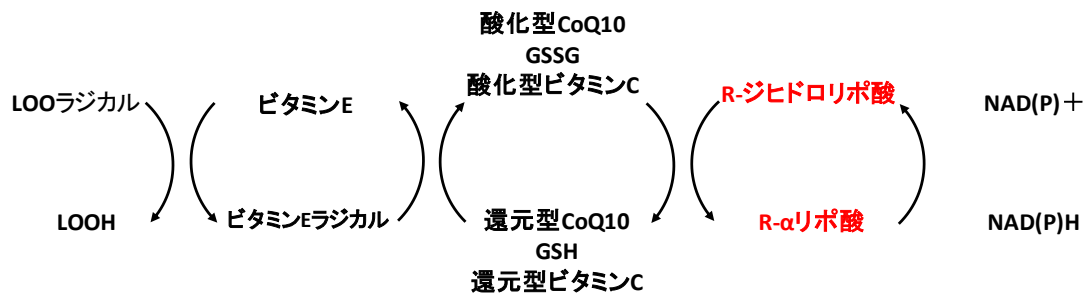 酸化型CoQ10
GSSG
酸化型ビタミンC
LOOラジカル
ビタミンE
R-ジヒドロリポ酸
NAD(P)＋
LOOH
ビタミンEラジカル
還元型CoQ10
GSH
還元型ビタミンC
R-αリポ酸
NAD(P)H